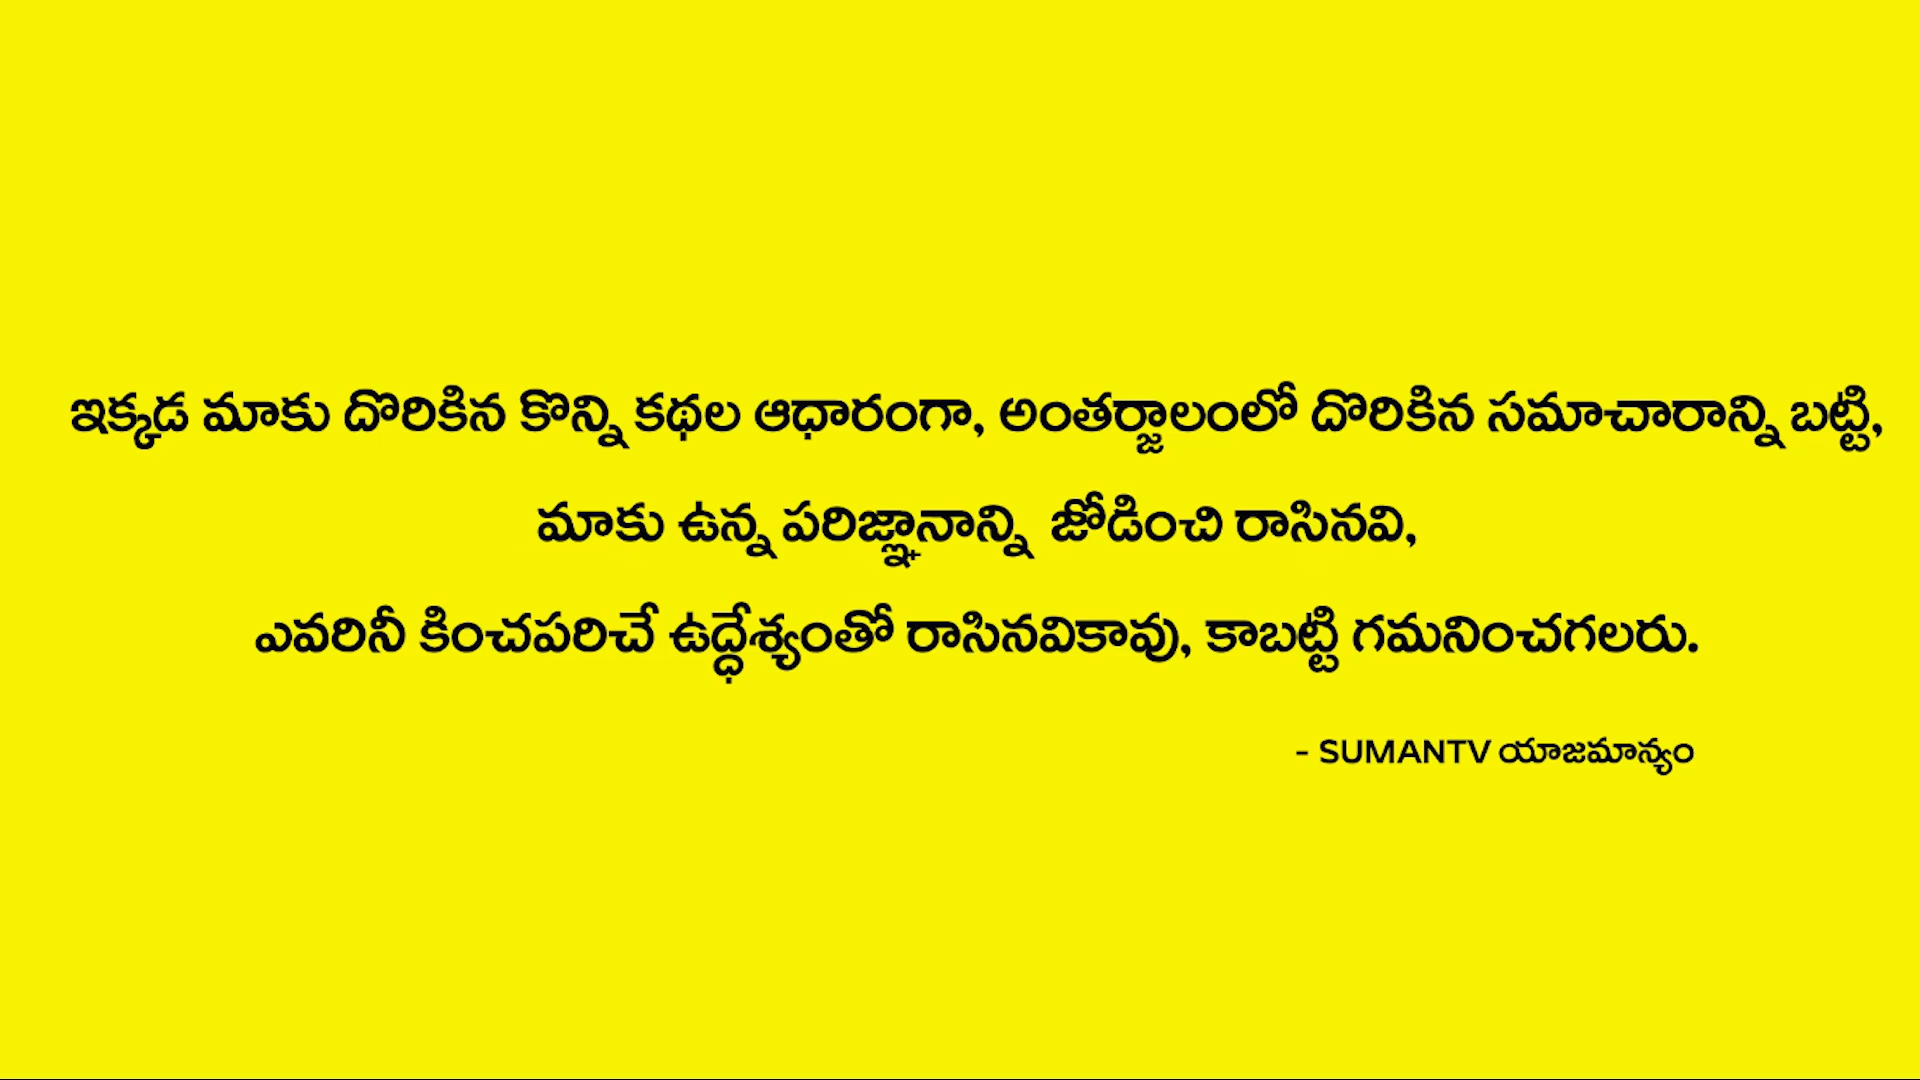 ఇక్కడ మాకు దొరికిన కొన్ని కథల ఆధారంగా, అంతర్జాలంలో దొరికిన సమాచారాన్ని బట్టి,
మాకు ఉన్న పరిజ్ఞానాన్ని జోడించి రాసినవి,
ఎవరినీ కించపరిచే ఉద్ధేశ్యంతో రాసినవికావు, కాబట్టి గమనించగలరు.
- SUMANTV యాజమాన్యం